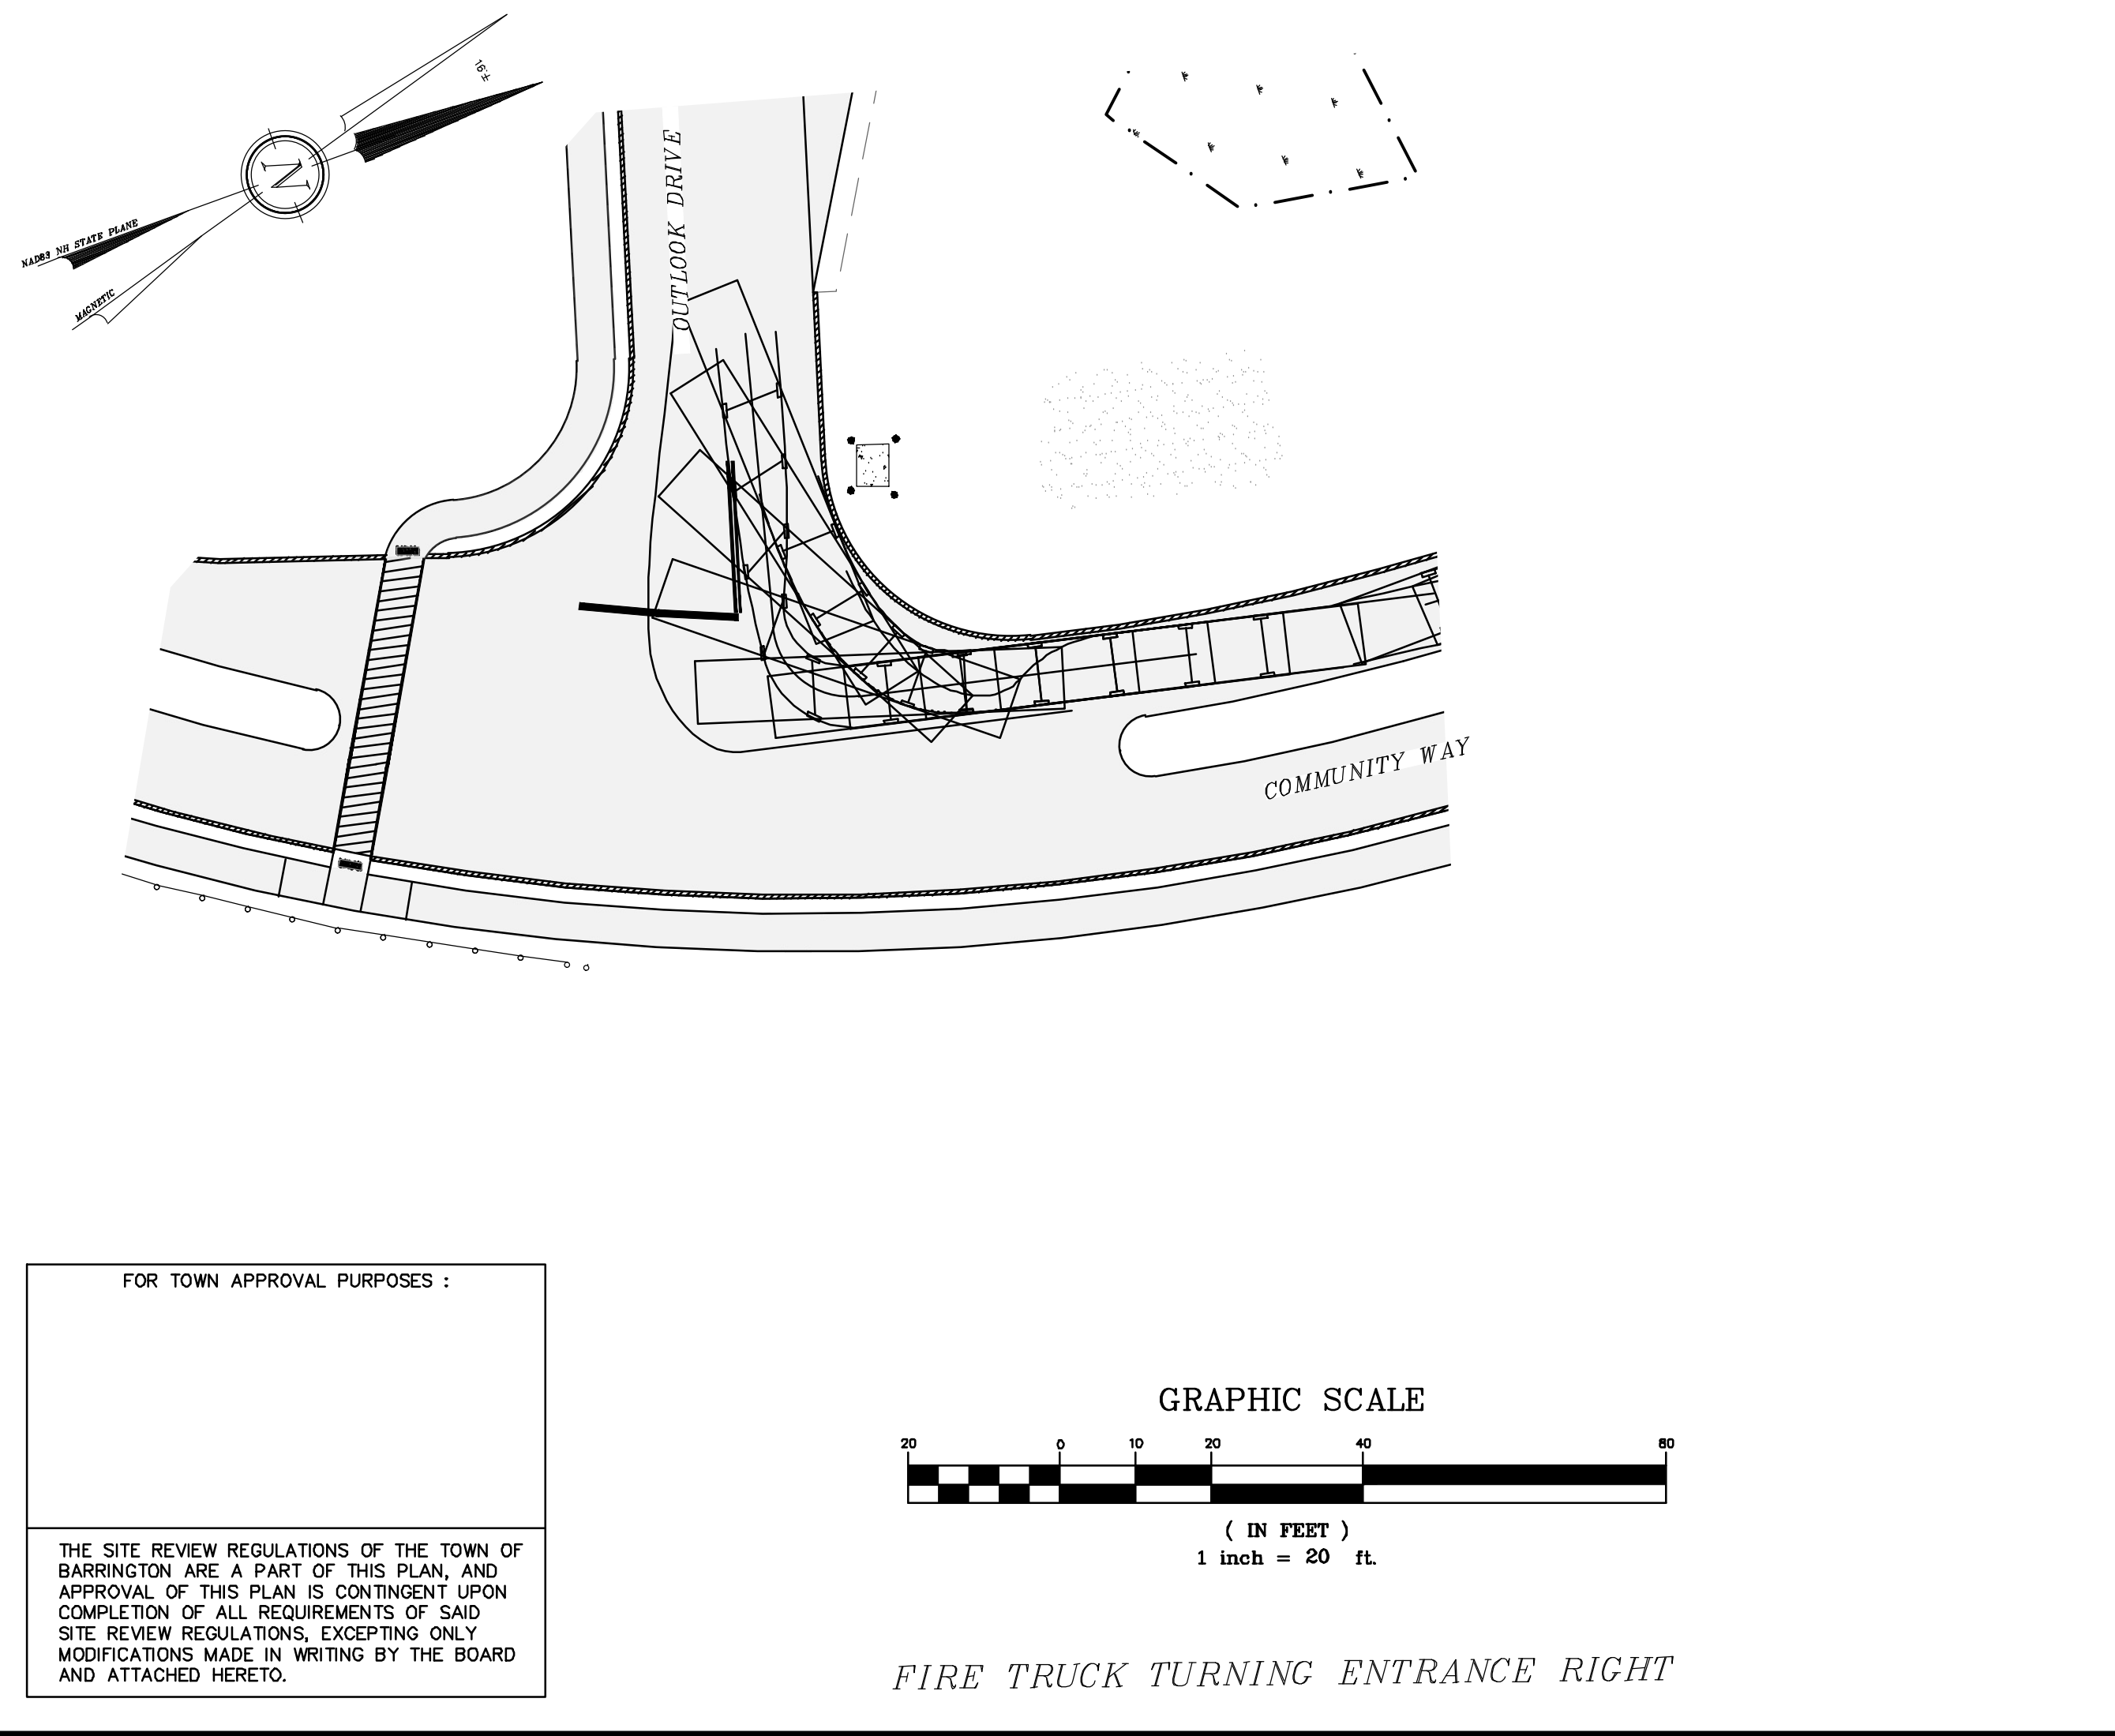 16°±
N
NAD83 NH STATE PLANE
MAGNETIC
OUTLOOK DRIVE
COMMUNITY WAY
FOR TOWN APPROVAL PURPOSES :
THE SITE REVIEW REGULATIONS OF THE TOWN OF
BARRINGTON ARE A PART OF THIS PLAN, AND
APPROVAL OF THIS PLAN IS CONTINGENT UPON
COMPLETION OF ALL REQUIREMENTS OF SAID
SITE REVIEW REGULATIONS, EXCEPTING ONLY
MODIFICATIONS MADE IN WRITING BY THE BOARD
AND ATTACHED HERETO.
GRAPHIC SCALE
20 0 10 20 40 80
( IN FEET )
1 inch = 20 ft.
FIRE TRUCK TURNING ENTRANCE RIGHT